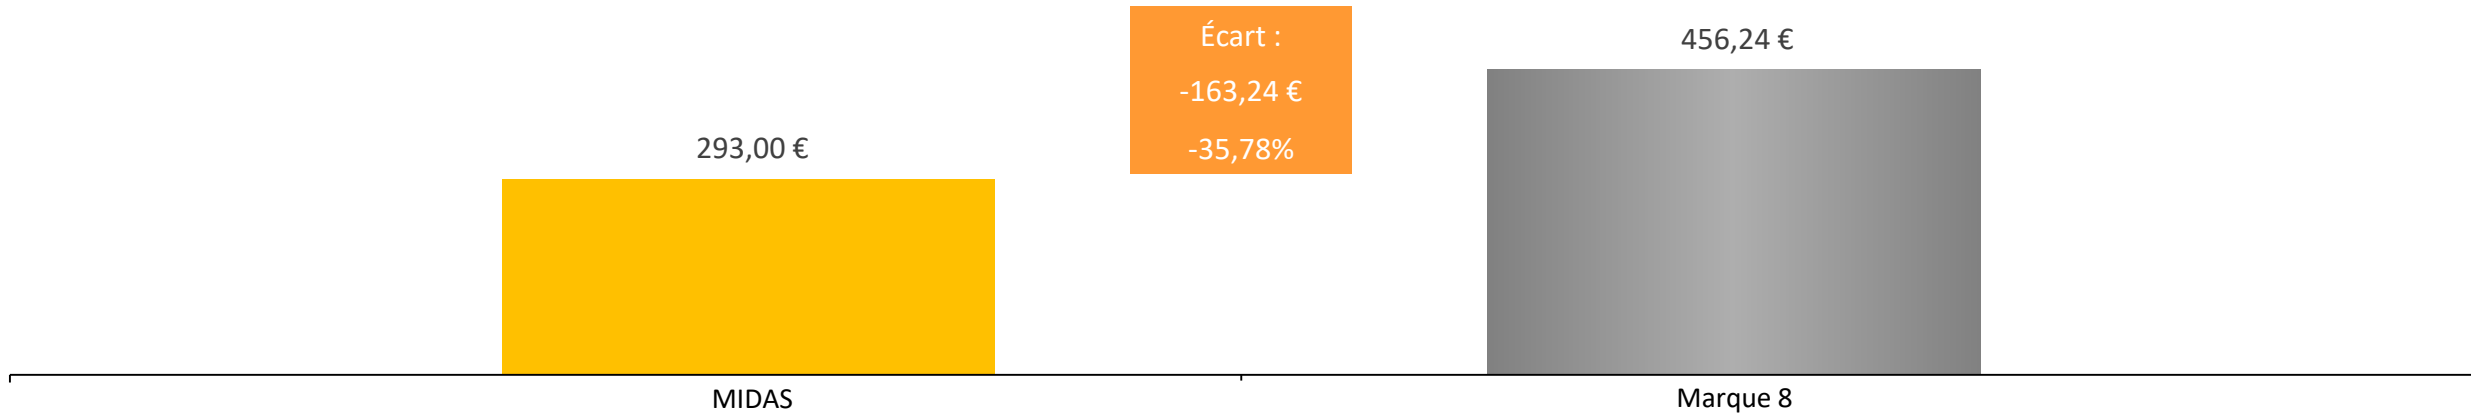 Écart :
-163,24 €
-35,78%
456,24 €
293,00 €
MIDAS
Marque 8